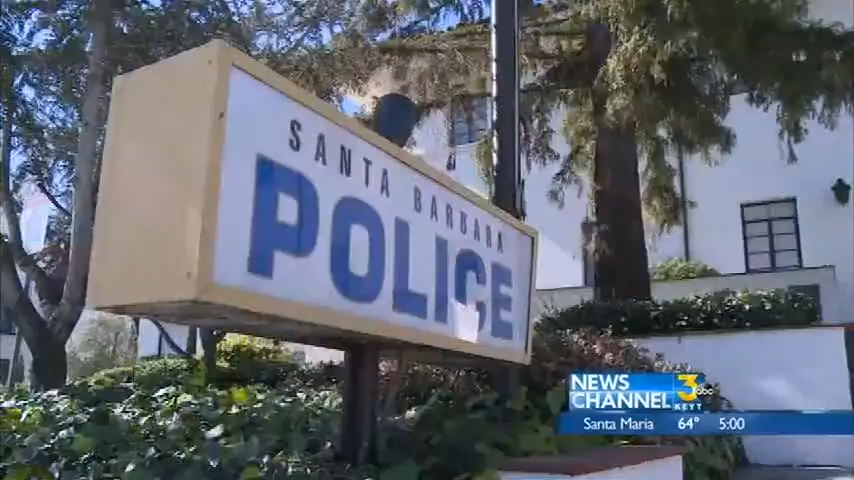 SANTA BARBARA
POLICE
NEWS
CHANNEL 3 abc
KEYT
Santa Maria 64° 5:00